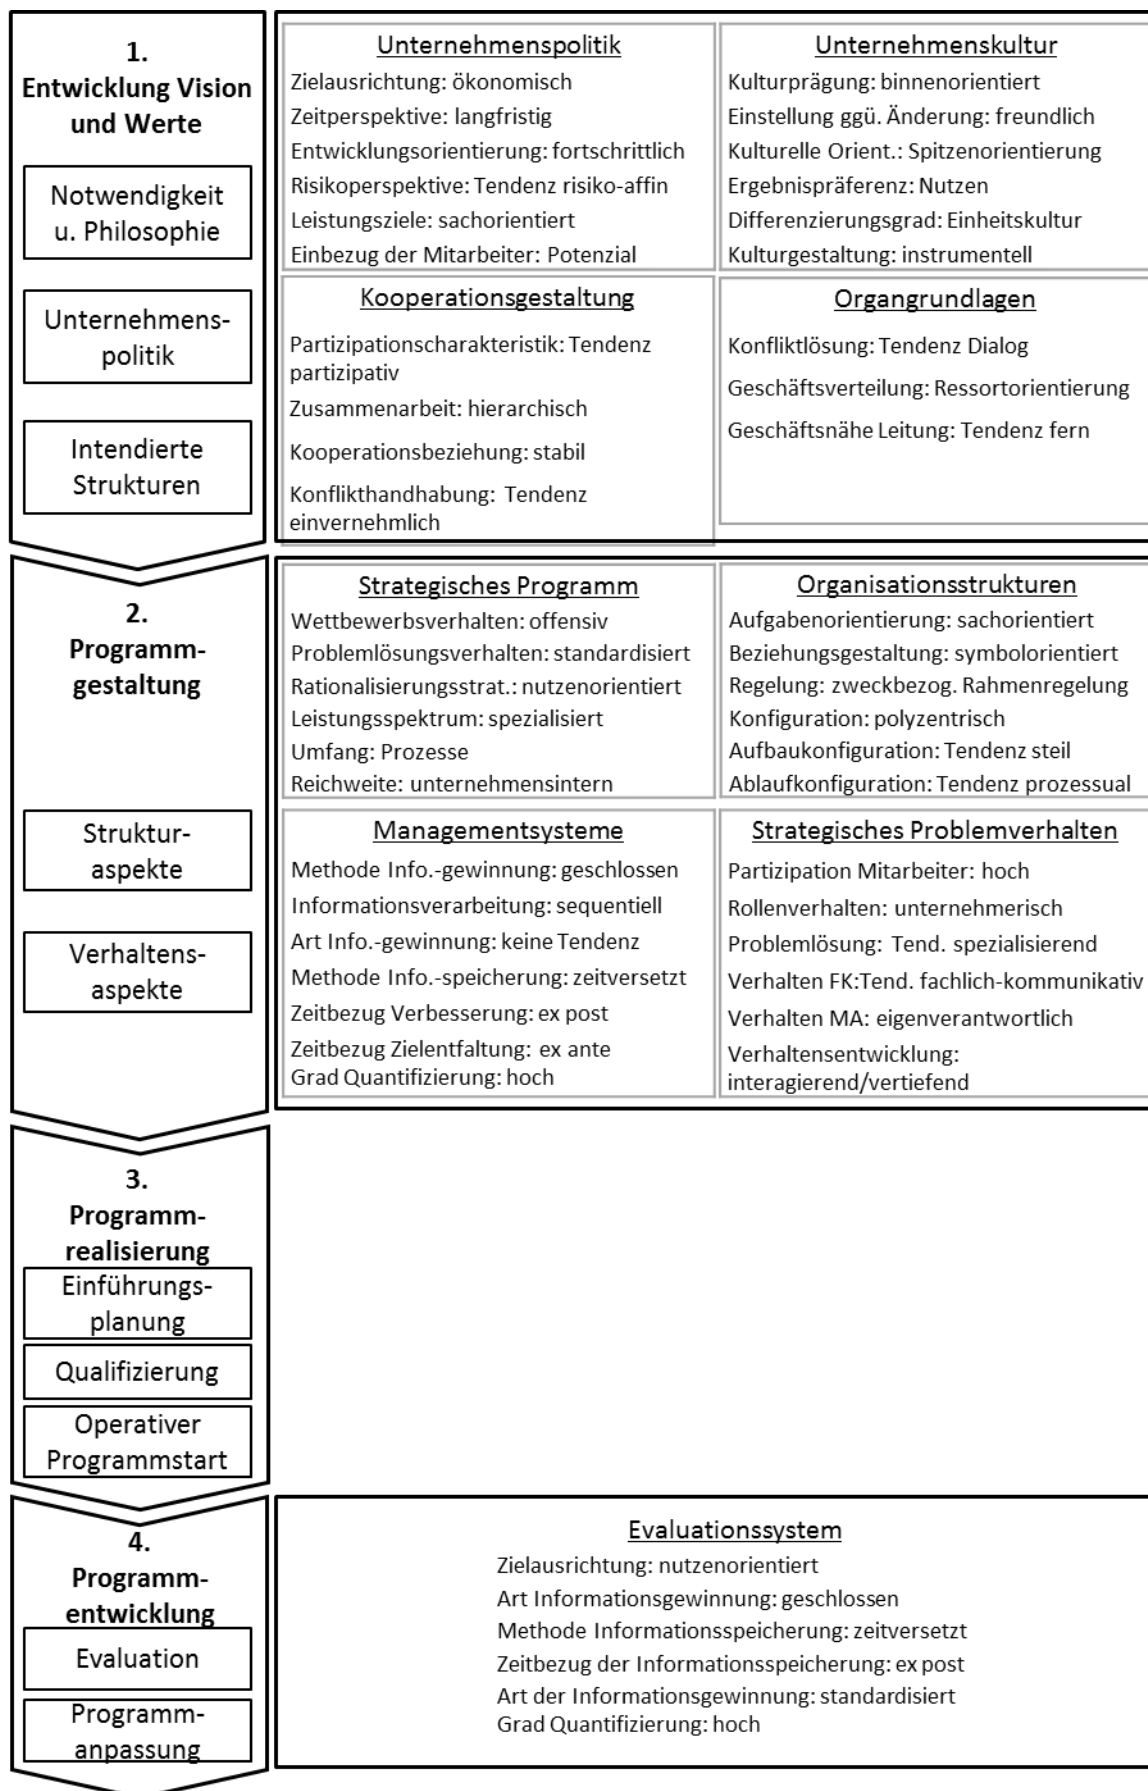 1.
Entwicklung Vision
und Werte
Notwendigkeit
u. Philosophie
Unternehmens-
politik
Intendierte
Strukturen
Unternehmenspolitik
Zielausrichtung: ökonomisch
Zeitperspektive: langfristig
Entwicklungsorientierung: fortschrittlich
Risikoperspektive: Tendenz risiko-affin
Leistungsziele: sachorientiert
Einbezug der Mitarbeiter: Potenzial
Unternehmenskultur
Kulturprägung: binnenorientiert
Einstellung ggü. Änderung: freundlich
Kulturelle Orient.: Spitzenorientierung
Ergebnispräferenz: Nutzen
Differenzierungsgrad: Einheitskultur
Kulturgestaltung: instrumentell
Kooperationsgestaltung
Partizipationscharakteristik: Tendenz
partizipativ
Zusammenarbeit: hierarchisch
Kooperationsbeziehung: stabil
Konflikthandhabung: Tendenz
einvernehmlich
Organgrundlagen
Konfliktlösung: Tendenz Dialog
Geschäftsverteilung: Ressortorientierung
Geschäftsnähe Leitung: Tendenz fern
2.
Programm-
gestaltung
Struktur-
aspekte
Verhaltens-
aspekte
Strategisches Programm
Wettbewerbsverhalten: offensiv
Problemlösungsverhalten: standardisiert
Rationalisierungsstrat.: nutzenorientiert
Leistungsspektrum: spezialisiert
Umfang: Prozesse
Reichweite: unternehmensintern
Organisationsstrukturen
Aufgabenorientierung: sachorientiert
Beziehungsgestaltung: symbolorientiert
Regelung: zweckbezog. Rahmenregelung
Konfiguration: polyzentrisch
Aufbaukonfiguration: Tendenz steil
Ablaufkonfiguration: Tendenz prozessual
Managementsysteme
Methode Info.-gewinnung: geschlossen
Informationsverarbeitung: sequentiell
Art Info.-gewinnung: keine Tendenz
Methode Info.-speicherung: zeitversetzt
Zeitbezug Verbesserung: ex post
Zeitbezug Zielentfaltung: ex ante
Grad Quantifizierung: hoch
Strategisches Problemverhalten
Partizipation Mitarbeiter: hoch
Rollenverhalten: unternehmerisch
Problemlösung: Tend. spezialisierend
Verhalten FK:Tend. fachlich-kommunikativ
Verhalten MA: eigenverantwortlich
Verhaltensentwicklung:
interagierend/vertiefend
3.
Programm-
realisierung
Einführungs-
planung
Qualifizierung
Operativer
Programmstart
4.
Programm-
entwicklung
Evaluation
Programm-
anpassung
Evaluationssystem
Zielausrichtung: nutzenorientiert
Art Informationsgewinnung: geschlossen
Methode Informationsspeicherung: zeitversetzt
Zeitbezug der Informationsspeicherung: ex post
Art der Informationsgewinnung: standardisiert
Grad Quantifizierung: hoch